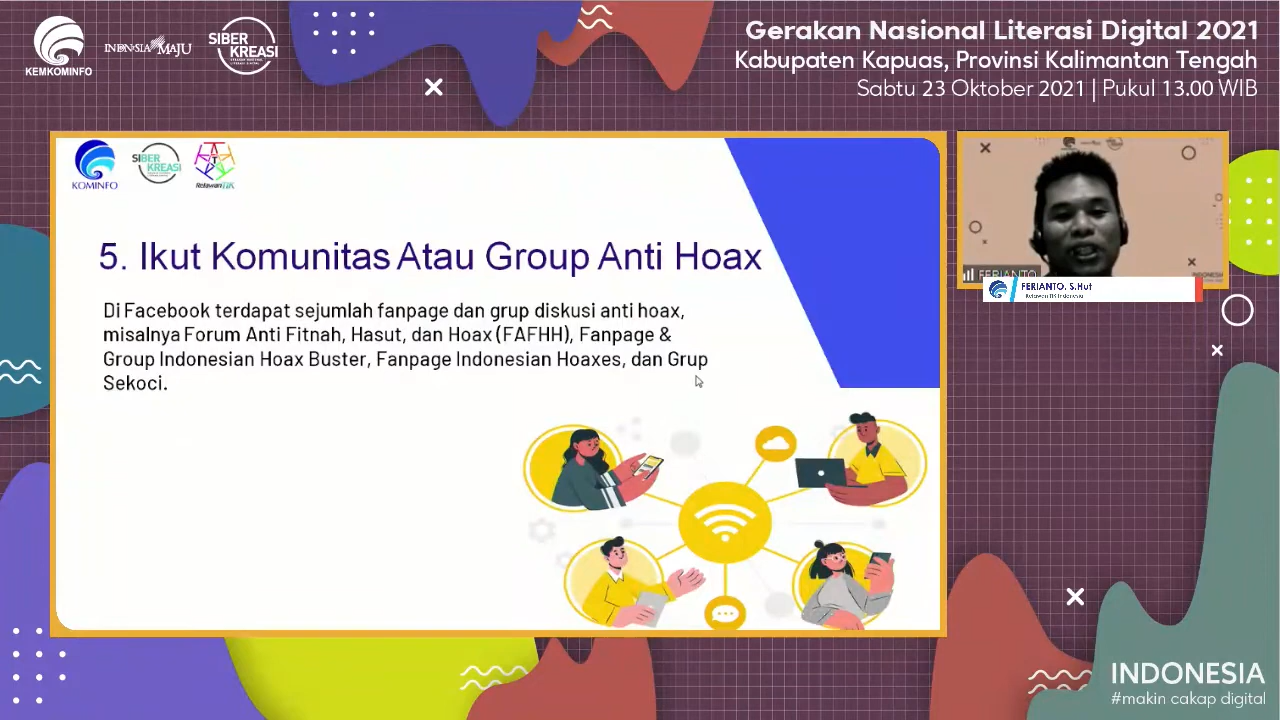 KEMKOMINFO
INDONESIA MAJU
SIBER
KREASI
Gerakan Nasional Literasi Digital 2021
Kabupaten Kapuas, Provinsi Kalimantan Tengah
Sabtu 23 Oktober 2021 | Pukul 13.00 WIB
KOMINFO
SIBER
KREASI
RelawanTIK
5. Ikut Komunitas Atau Group Anti Hoax
Di Facebook terdapat sejumlah fanpage dan grup diskusi anti hoax,
misalnya Forum Anti Fitnah, Hasut, dan Hoax (FAFHH), Fanpage &
Group Indonesian Hoax Buster, Fanpage Indonesian Hoaxes, dan Grup
Sekoci.
FERIANTO
FERIANTO. S.Hut
Relawan TIK Indonesia
INDONESIA
#makin cakap digital